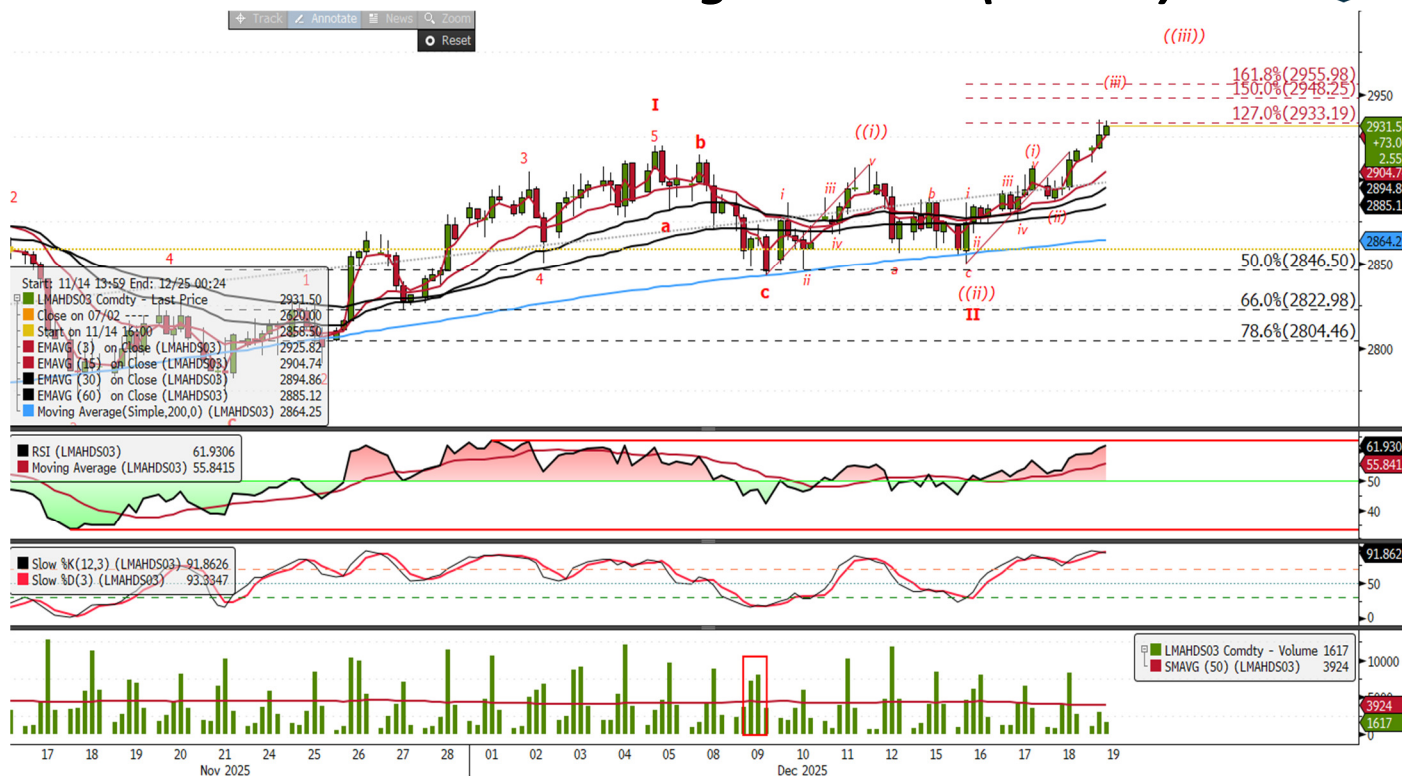 Track Annotate News Zoom
Reset
((iii))
161.8%(2955.98)
(iii)
150.0%(2948.25)
127.0%(2933.19)
2950
2931.5
+73.0
2.55
2904.7
2894.8
2885.1
2864.2
2850
2800
50.0%(2846.50)
66.0%(2822.98)
78.6%(2804.46)
2
4
1
2
3
4
I
5
b
a
c
((i))
i
ii
iii
iv
v
a
b
c
((ii))
II
i
ii
iii
iv
v
(i)
(ii)
C
Start: 11/14 13:59 End: 12/25 00:24
LMAHDS03 Comdty - Last Price 2931.50
Close on 07/02 ---- 2620.00
Start on 11/14 16:00 2858.50
EMAVG (3) on Close (LMAHDS03) 2925.82
EMAVG (15) on Close (LMAHDS03) 2904.74
EMAVG (30) on Close (LMAHDS03) 2894.86
EMAVG (60) on Close (LMAHDS03) 2885.12
Moving Average(Simple,200,0) (LMAHDS03) 2864.25
RSI (LMAHDS03) 61.9306
Moving Average (LMAHDS03) 55.8415
61.930
55.841
50
40
Slow %K(12,3) (LMAHDS03) 91.8626
Slow %D(3) (LMAHDS03) 93.3347
91.862
50
0
LMAHDS03 Comdty - Volume 1617
SMAVG (50) (LMAHDS03) 3924
10000
3924
1617
0
17 18 19 20 21 24 25 26 27 28 01 02 03 04 05 08 09 10 11 12 15 16 17 18 19
Nov 2025 Dec 2025